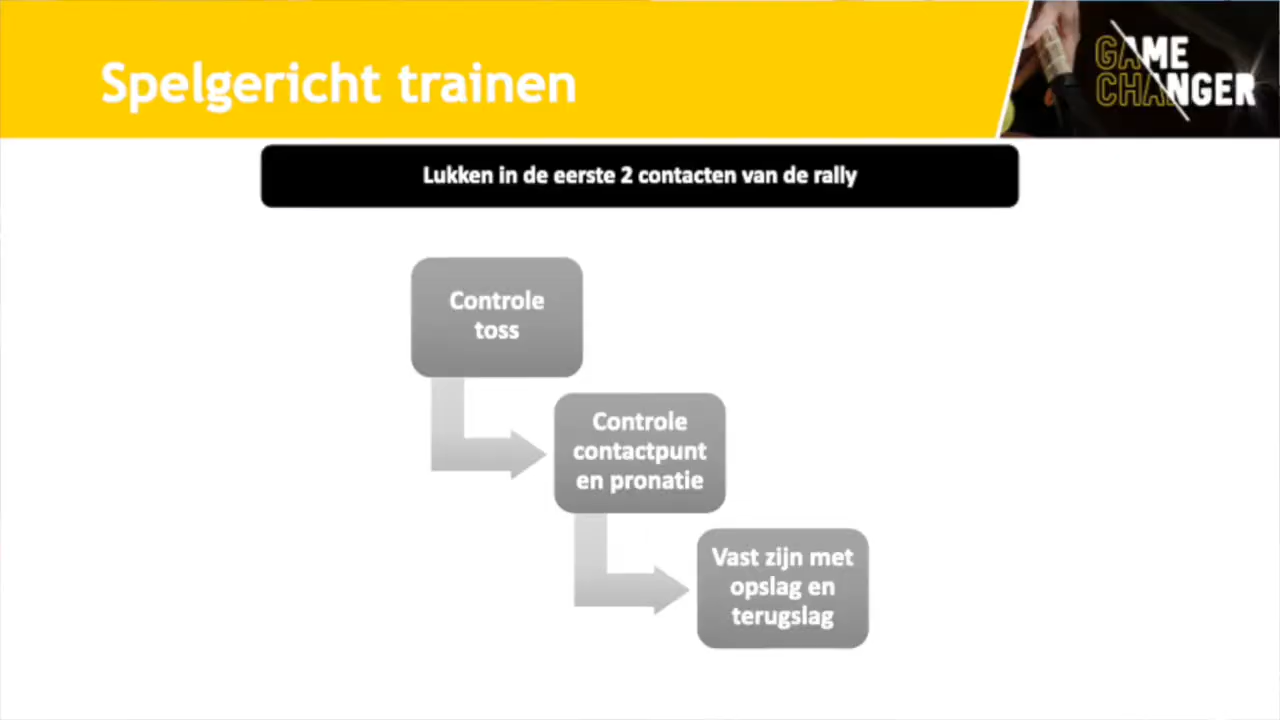 Spelgericht trainen
GAME
CHANGER
Lukken in de eerste 2 contacten van de rally
Controle
toss
Controle
contactpunt
en pronatie
Vast zijn met
opslag en
terugslag